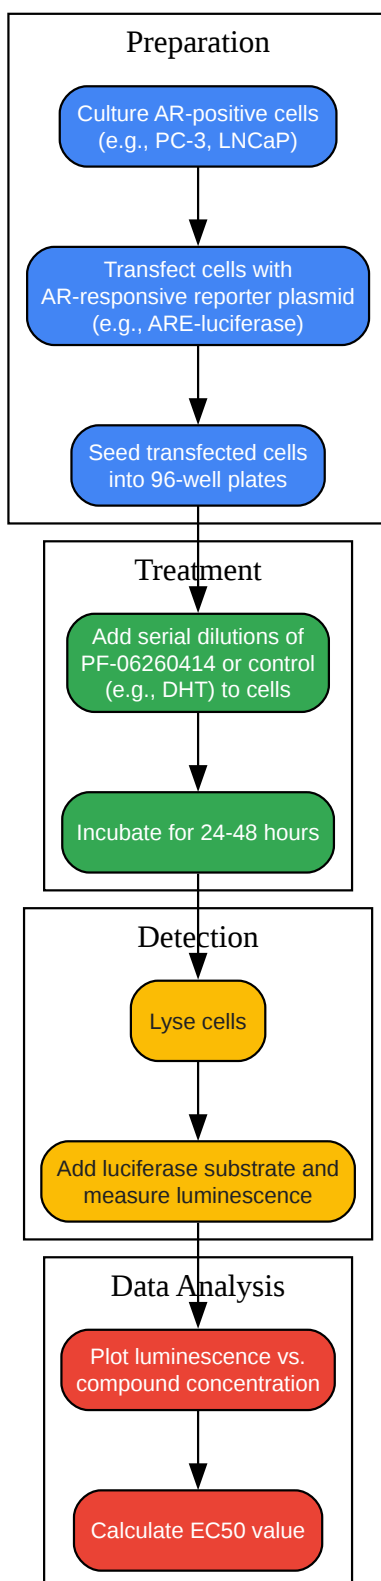 Preparation
Culture AR-positive cells
(e.g., PC-3, LNCaP)
Transfect cells with
AR-responsive reporter plasmid
(e.g., ARE-luciferase)
Seed transfected cells
into 96-well plates
Treatment
Add serial dilutions of
PF-06260414 or control
(e.g., DHT) to cells
Incubate for 24-48 hours
Detection
Lyse cells
Add luciferase substrate and
measure luminescence
Data Analysis
Plot luminescence vs.
compound concentration
Calculate EC50 value